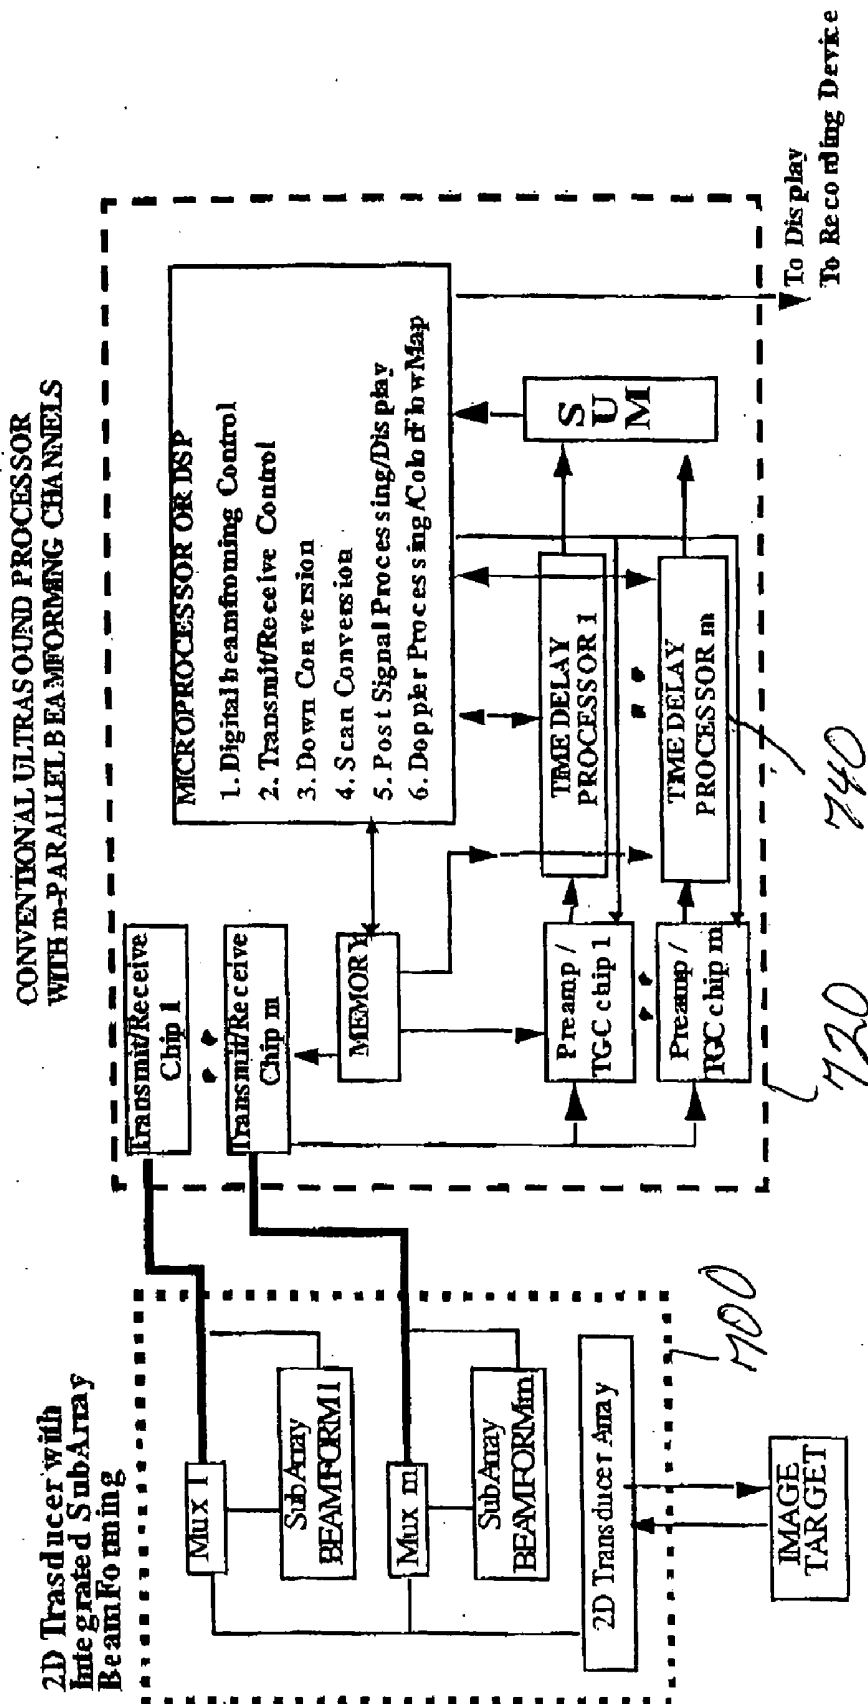 CONVENTIONAL ULTRASOUND PROCESSOR
WITH m-PARALLEL BEAMFORMING CHANNELS
2D Trasducer with
Integrated SubArray
BeamForming
Mux 1
SubArray
BEAMFORM1
Mux m
SubArray
BEAMFORMm
2D Transducer Array
IMAGE
TARGET
700
Transmit/Receive
Chip 1
Transmit/Receive
Chip m
MEMORY
Preamp /
TGC chip 1
Preamp /
TGC chip m
720
MICROPROCESSOR OR DSP
1. Digital beamfroming Control
2. Transmit/Receive Control
3. Down Conversion
4. Scan Conversion
5. Post Signal Processing/Display
6. Doppler Processing/ColorFlowMap
TIME DELAY
PROCESSOR 1
TIME DELAY
PROCESSOR m
740
SUM
To Display
To Recording Device